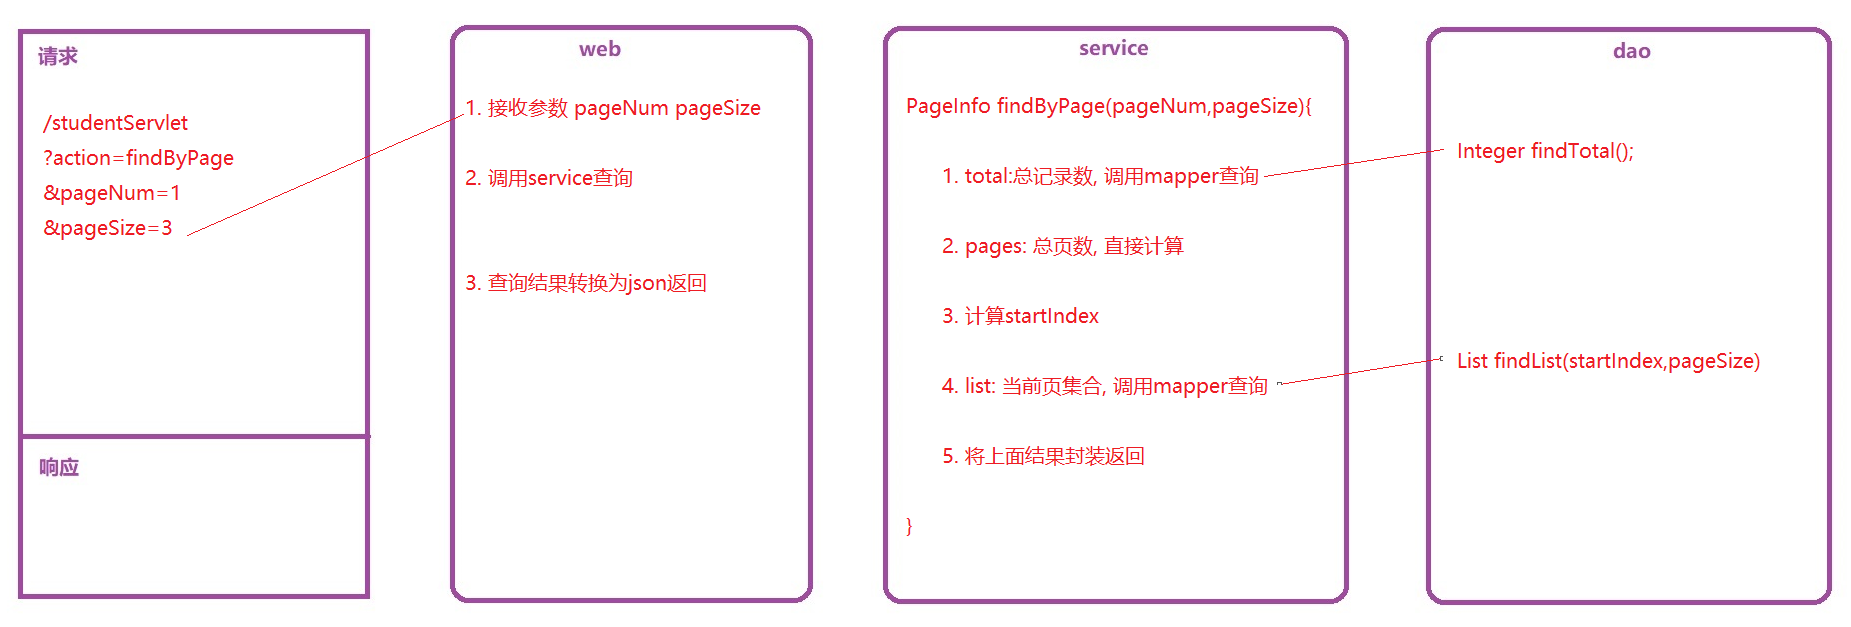 请求
/studentServlet
?action=findByPage
&pageNum=1
&pageSize=3
响应
web
1. 接收参数 pageNum pageSize
2. 调用service查询
3. 查询结果转换为json返回
service
PageInfo findByPage(pageNum,pageSize){
1. total:总记录数, 调用mapper查询
2. pages: 总页数, 直接计算
3. 计算startIndex
4. list: 当前页集合, 调用mapper查询
5. 将上面结果封装返回
}
dao
Integer findTotal();
List findList(startIndex,pageSize)